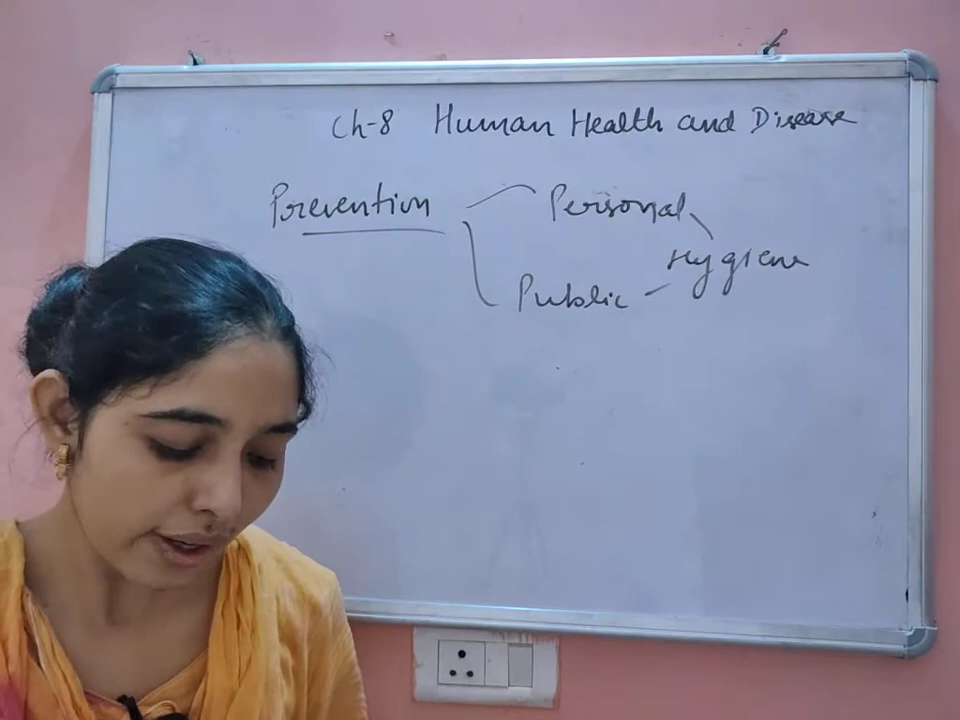 Ch-8 Human Health and Disease
Prevention Personal
Hygiene
Public